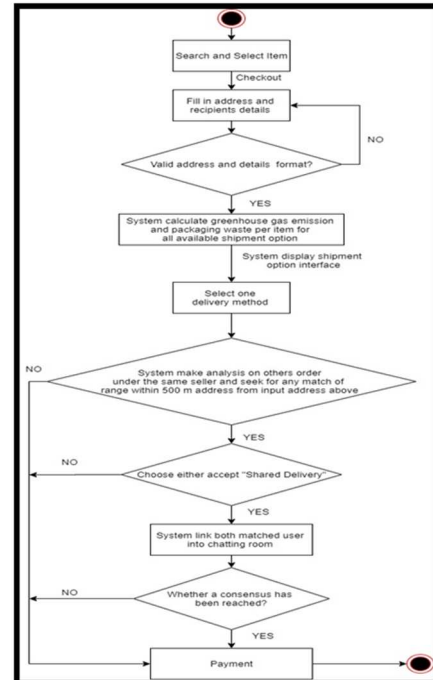 Search and Select Item
Checkout
Fill in address and
recipients details
NO
Valid address and details format?
YES
System calculate greenhouse gas emission
and packaging waste per item for
all available shipment option
System display shipment
option interface
Select one
delivery method
NO
System make analysis on others order
under the same seller and seek for any match of
range within 500 m address from input address above
YES
NO
Choose either accept "Shared Delivery"
YES
System link both matched user
into chatting room
NO
Whether a consensus has
been reached?
YES
Payment